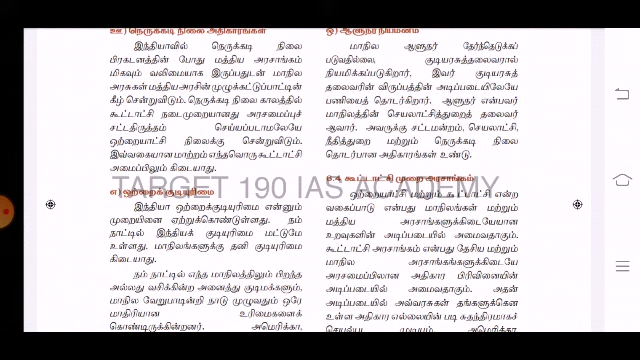 ஊ) நெருக்கடி நிலை அதிகாரங்கள்
இந்தியாவில் நெருக்கடி நிலை
பிரகடனத்தின் போது மத்திய அரசாங்கம்
மிகவும் வலிமையாக இருப்பதுடன் மாநில
அரசுகள் மத்தியஅரசின் முழுக்கட்டுப்பாட்டின்
கீழ் சென்றுவிடும். நெருக்கடி நிலை காலத்தில்
கூட்டாட்சி நடைமுறையானது அரசமைப்புச்
சட்டதிருத்தம் செய்யப்படாமலேயே
ஒற்றையாட்சி நிலைக்கு சென்றுவிடும்.
இவ்வகையான மாற்றம் எந்தவொரு கூட்டாட்சி
அமைப்பிலும் கிடையாது.
எ) ஒற்றைக் குடியுரிமை
இந்தியா ஒற்றைக்குடியுரிமை என்னும்
முறையினை ஏற்றுக்கொண்டுள்ளது. நம்
நாட்டில் இந்தியக் குடியுரிமை மட்டுமே
உள்ளது. மாநிலங்களுக்கு தனி குடியுரிமை
கிடையாது.
நம் நாட்டில் எந்த மாநிலத்திலும் பிறந்த
அல்லது வசிக்கின்ற அனைத்து குடிமக்களும்,
மாநில வேறுபாடின்றி நாடு முழுவதும் ஒரே
மாதிரியான உரிமைகளைக்
கொண்டிருக்கின்றனர். அமெரிக்கா,
ஒ) ஆளுநர் நியமனம்
மாநில ஆளுநர் தேர்ந்தெடுக்கப்
படுவதில்லை, குடியரசுத்தலைவரால்
நியமிக்கப்படுகிறார். இவர் குடியரசுத்
தலைவரின் விருப்பத்தின் அடிப்படையிலேயே
பணியைத் தொடர்கிறார். ஆளுநர் என்பவர்
மாநிலத்தின் செயலாட்சித்துறைத் தலைவர்
ஆவார். அவருக்கு சட்டமன்றம், செயலாட்சி,
நீதித்துறை மற்றும் நெருக்கடி நிலை
தொடர்பான அதிகாரங்கள் உண்டு.
8.4 கூட்டாட்சி முறை அரசாங்கம்
ஒற்றையாட்சி மற்றும் கூட்டாட்சி என்ற
வகைப்பாடு என்பது மாநிலங்கள் மற்றும்
மத்திய அரசுகளுக்கிடையேயான
உறவுகளின் அடிப்படையில் அமைவதாகும்.
கூட்டாட்சி அரசாங்கம் என்பது தேசிய மற்றும்
மாநில அரசாங்கங்களுக்கிடையே
அரசமைப்பிலான அதிகார பிரிவினையின்
அடிப்படையில் அமைவதாகும். அதன்
அடிப்படையில் அவ்வரசுகள் தங்களுக்கென
உள்ள அதிகார எல்லையின் படி சுதந்திரமாகச்
செயல்பட முடியும். அமெரிக்கா,
TARGET 190 IAS ACADEMY